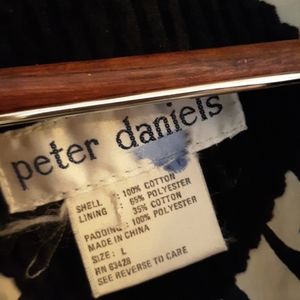 peter daniels
SHELL : 100% COTTON
LINING : 65% POLYESTER
35% COTTON
PADDING : 100% POLYESTER
MADE IN CHINA
SIZE : L
RN 63428
SEE REVERSE TO CARE